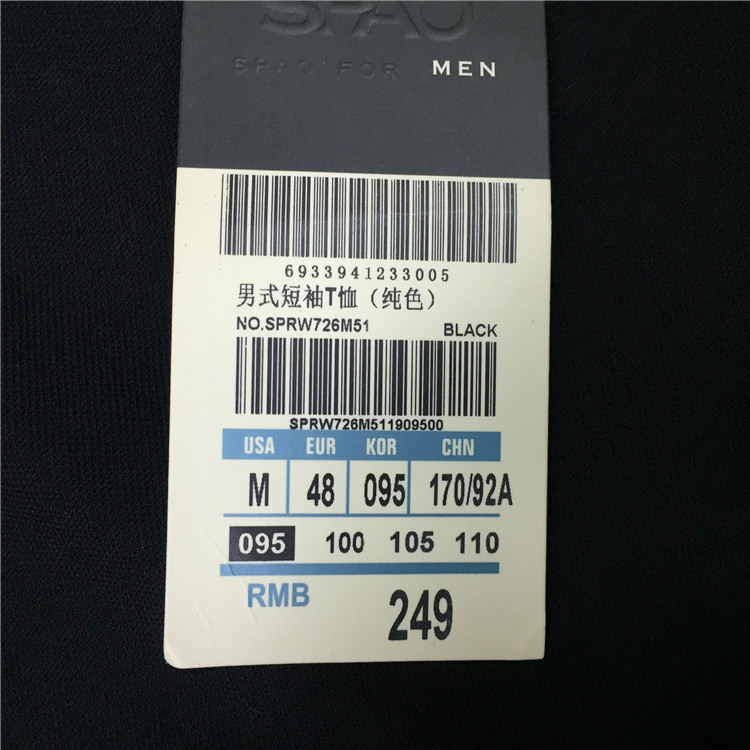 SPAO
SPAO FOR MEN
6933941233005
男式短袖T恤（纯色）
NO.SPRW726M51 BLACK
SPRW726M511909500
USA EUR KOR CHN
M 48 095 170/92A
095 100 105 110
RMB 249